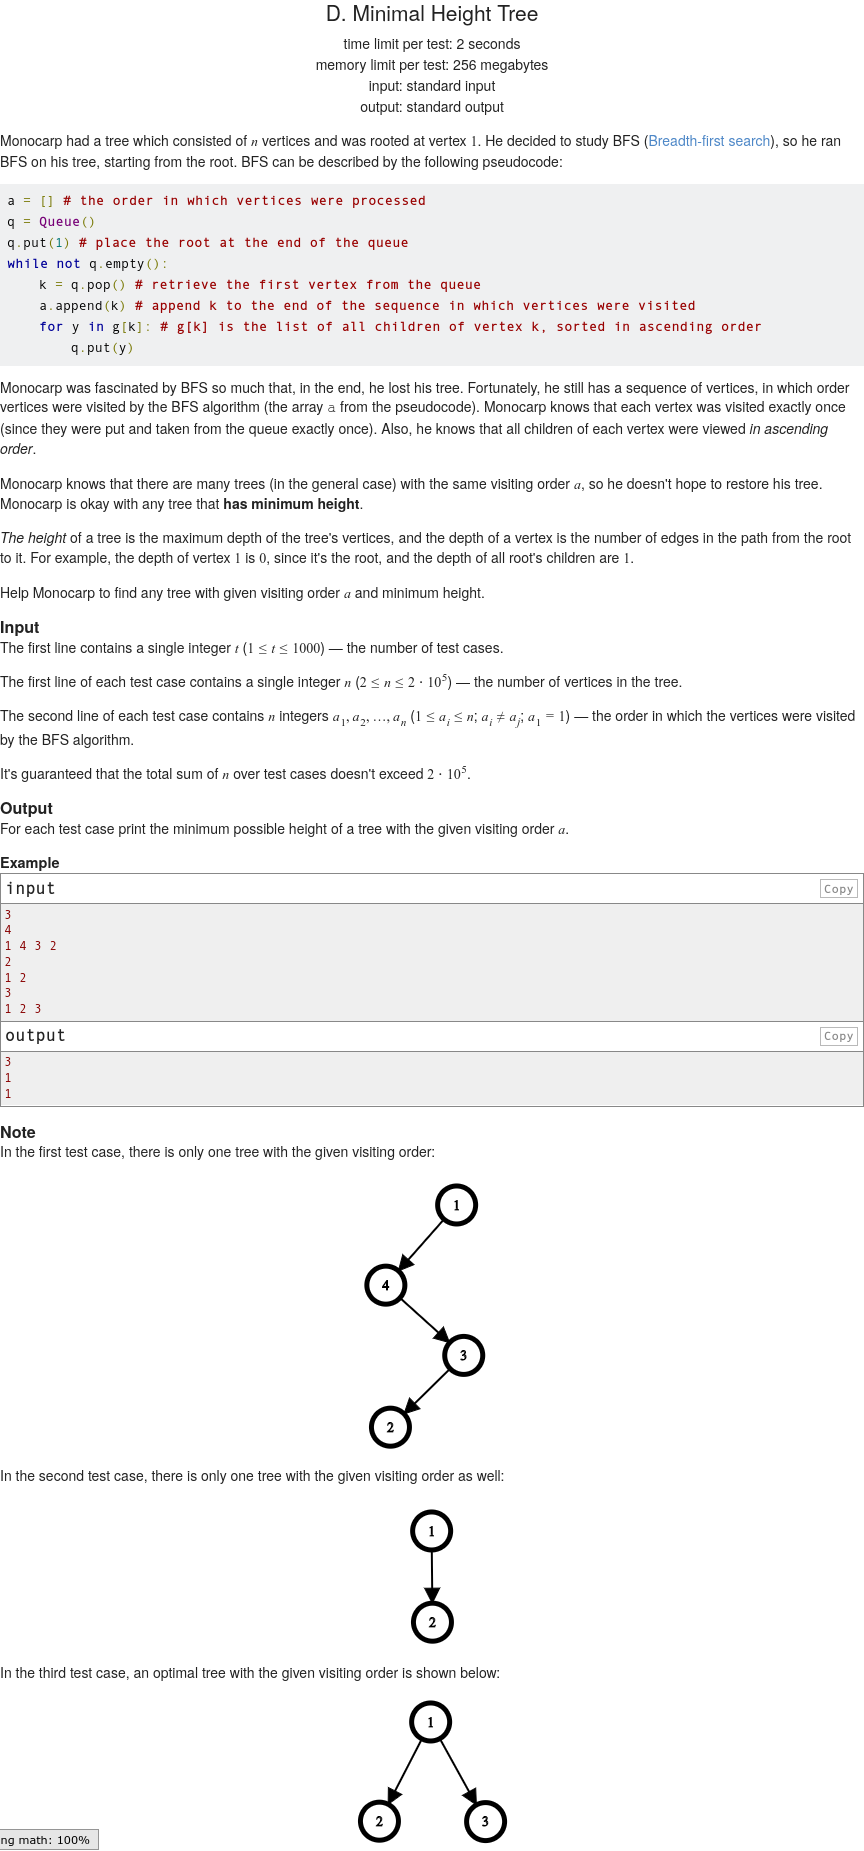 D. Minimal Height Tree
time limit per test: 2 seconds
memory limit per test: 256 megabytes
input: standard input
output: standard output
Monocarp had a tree which consisted of n vertices and was rooted at vertex 1. He decided to study BFS (Breadth-first search), so he ran
BFS on his tree, starting from the root. BFS can be described by the following pseudocode:
a = [] # the order in which vertices were processed
q = Queue()
q.put(1) # place the root at the end of the queue
while not q.empty():
    k = q.pop() # retrieve the first vertex from the queue
    a.append(k) # append k to the end of the sequence in which vertices were visited
    for y in g[k]: # g[k] is the list of all children of vertex k, sorted in ascending order
        q.put(y)
Monocarp was fascinated by BFS so much that, in the end, he lost his tree. Fortunately, he still has a sequence of vertices, in which order
vertices were visited by the BFS algorithm (the array a from the pseudocode). Monocarp knows that each vertex was visited exactly once
(since they were put and taken from the queue exactly once). Also, he knows that all children of each vertex were viewed in ascending
order.
Monocarp knows that there are many trees (in the general case) with the same visiting order a, so he doesn't hope to restore his tree.
Monocarp is okay with any tree that has minimum height.
The height of a tree is the maximum depth of the tree's vertices, and the depth of a vertex is the number of edges in the path from the root
to it. For example, the depth of vertex 1 is 0, since it's the root, and the depth of all root's children are 1.
Help Monocarp to find any tree with given visiting order a and minimum height.
Input
The first line contains a single integer t (1 ≤ t ≤ 1000) — the number of test cases.
The first line of each test case contains a single integer n (2 ≤ n ≤ 2 · 10^5) — the number of vertices in the tree.
The second line of each test case contains n integers a_1, a_2, …, a_n (1 ≤ a_i ≤ n; a_i ≠ a_j; a_1 = 1) — the order in which the vertices were visited
by the BFS algorithm.
It's guaranteed that the total sum of n over test cases doesn't exceed 2 · 10^5.
Output
For each test case print the minimum possible height of a tree with the given visiting order a.
Example
input Copy
3
4
1 4 3 2
2
1 2
3
1 2 3
output Copy
3
1
1
Note
In the first test case, there is only one tree with the given visiting order:
1
4
3
2
In the second test case, there is only one tree with the given visiting order as well:
1
2
In the third test case, an optimal tree with the given visiting order is shown below:
1
2 3
ng math: 100%